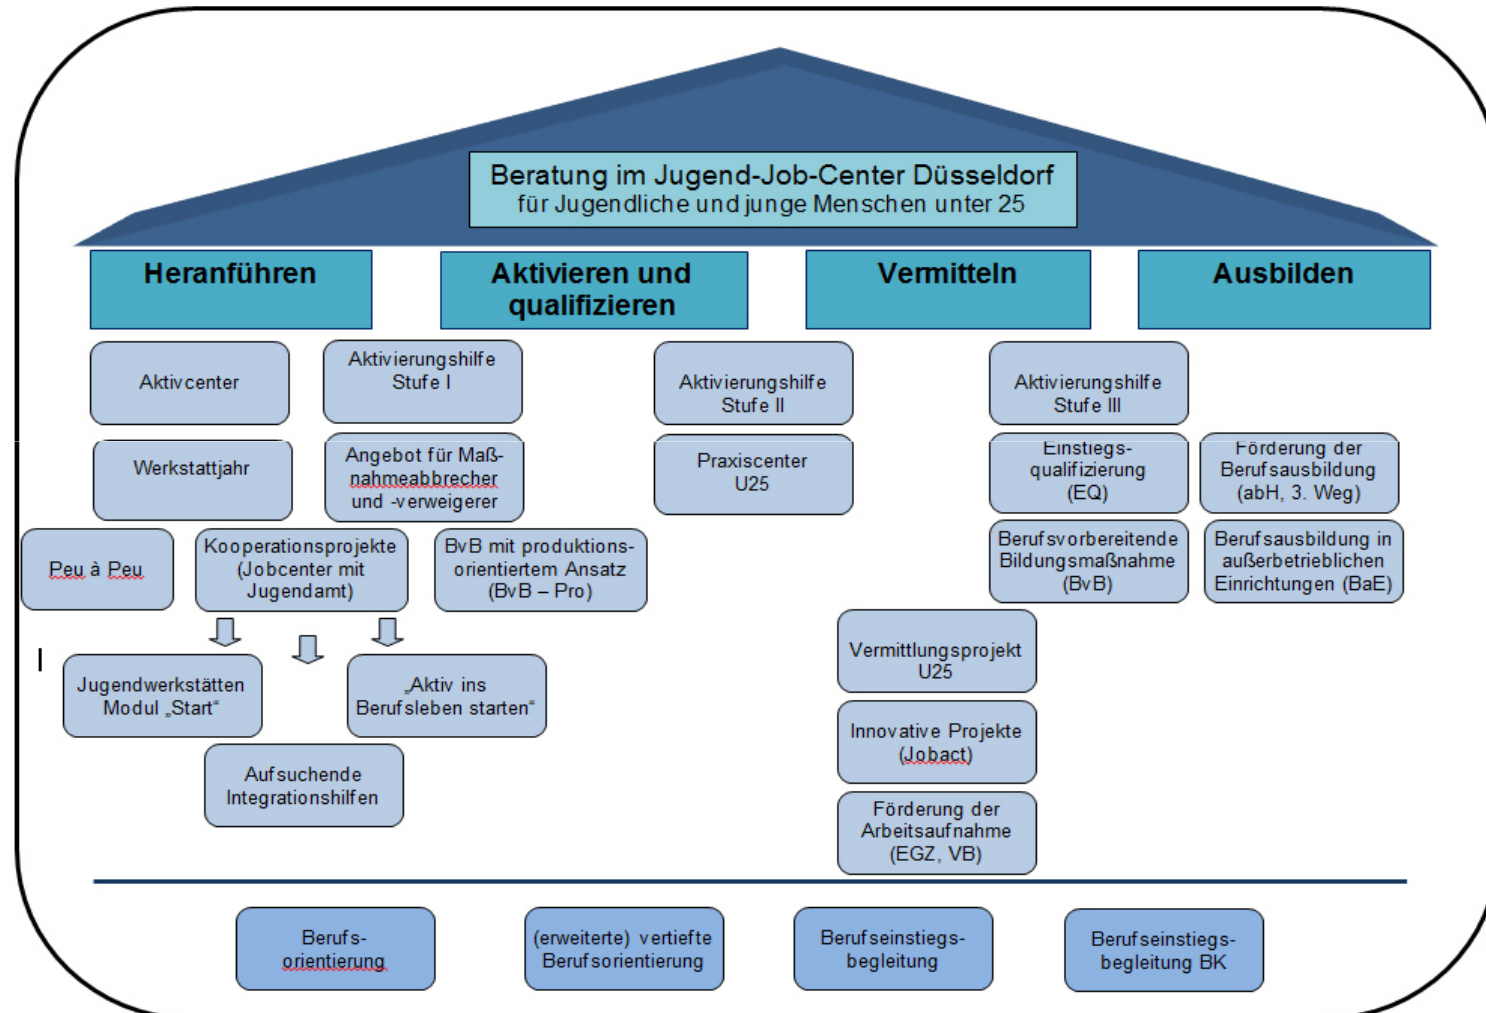 Beratung im Jugend-Job-Center Düsseldorf
für Jugendliche und junge Menschen unter 25
Heranführen
Aktivieren und
qualifizieren
Vermitteln
Ausbilden
Aktivcenter
Aktivierungshilfe
Stufe I
Aktivierungshilfe
Stufe II
Aktivierungshilfe
Stufe III
Werkstattjahr
Angebot für Maß-
nahmeabbrecher
und -verweigerer
Praxiscenter
U25
Einstiegs-
qualifizierung
(EQ)
Förderung der
Berufsausbildung
(abH, 3. Weg)
Peu à Peu
Kooperationsprojekte
(Jobcenter mit
Jugendamt)
BvB mit produktions-
orientiertem Ansatz
(BvB – Pro)
Berufsvorbereitende
Bildungsmaßnahme
(BvB)
Berufsausbildung in
außerbetrieblichen
Einrichtungen (BaE)
Jugendwerkstätten
Modul „Start“
„Aktiv ins
Berufsleben starten“
Vermittlungsprojekt
U25
Aufsuchende
Integrationshilfen
Innovative Projekte
(Jobact)
Förderung der
Arbeitsaufnahme
(EGZ, VB)
Berufs-
orientierung
(erweiterte) vertiefte
Berufsorientierung
Berufseinstiegs-
begleitung
Berufseinstiegs-
begleitung BK